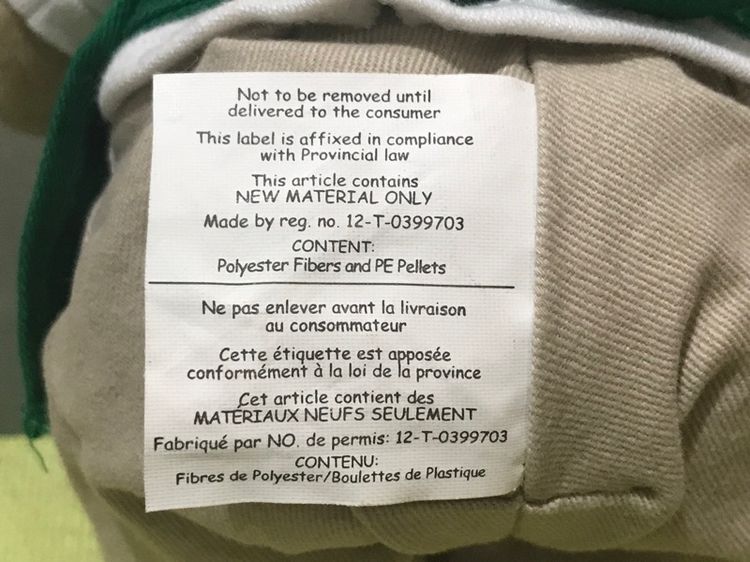 Not to be removed until
delivered to the consumer
This label is affixed in compliance
with Provincial law
This article contains
NEW MATERIAL ONLY
Made by reg. no. 12-T-0399703
CONTENT:
Polyester Fibers and PE Pellets
Ne pas enlever avant la livraison
au consommateur
Cette étiquette est apposée
conformément à la loi de la province
Cet article contient des
MATÉRIAUX NEUFS SEULEMENT
Fabriqué par NO. de permis: 12-T-0399703
CONTENU:
Fibres de Polyester/Boulettes de Plastique